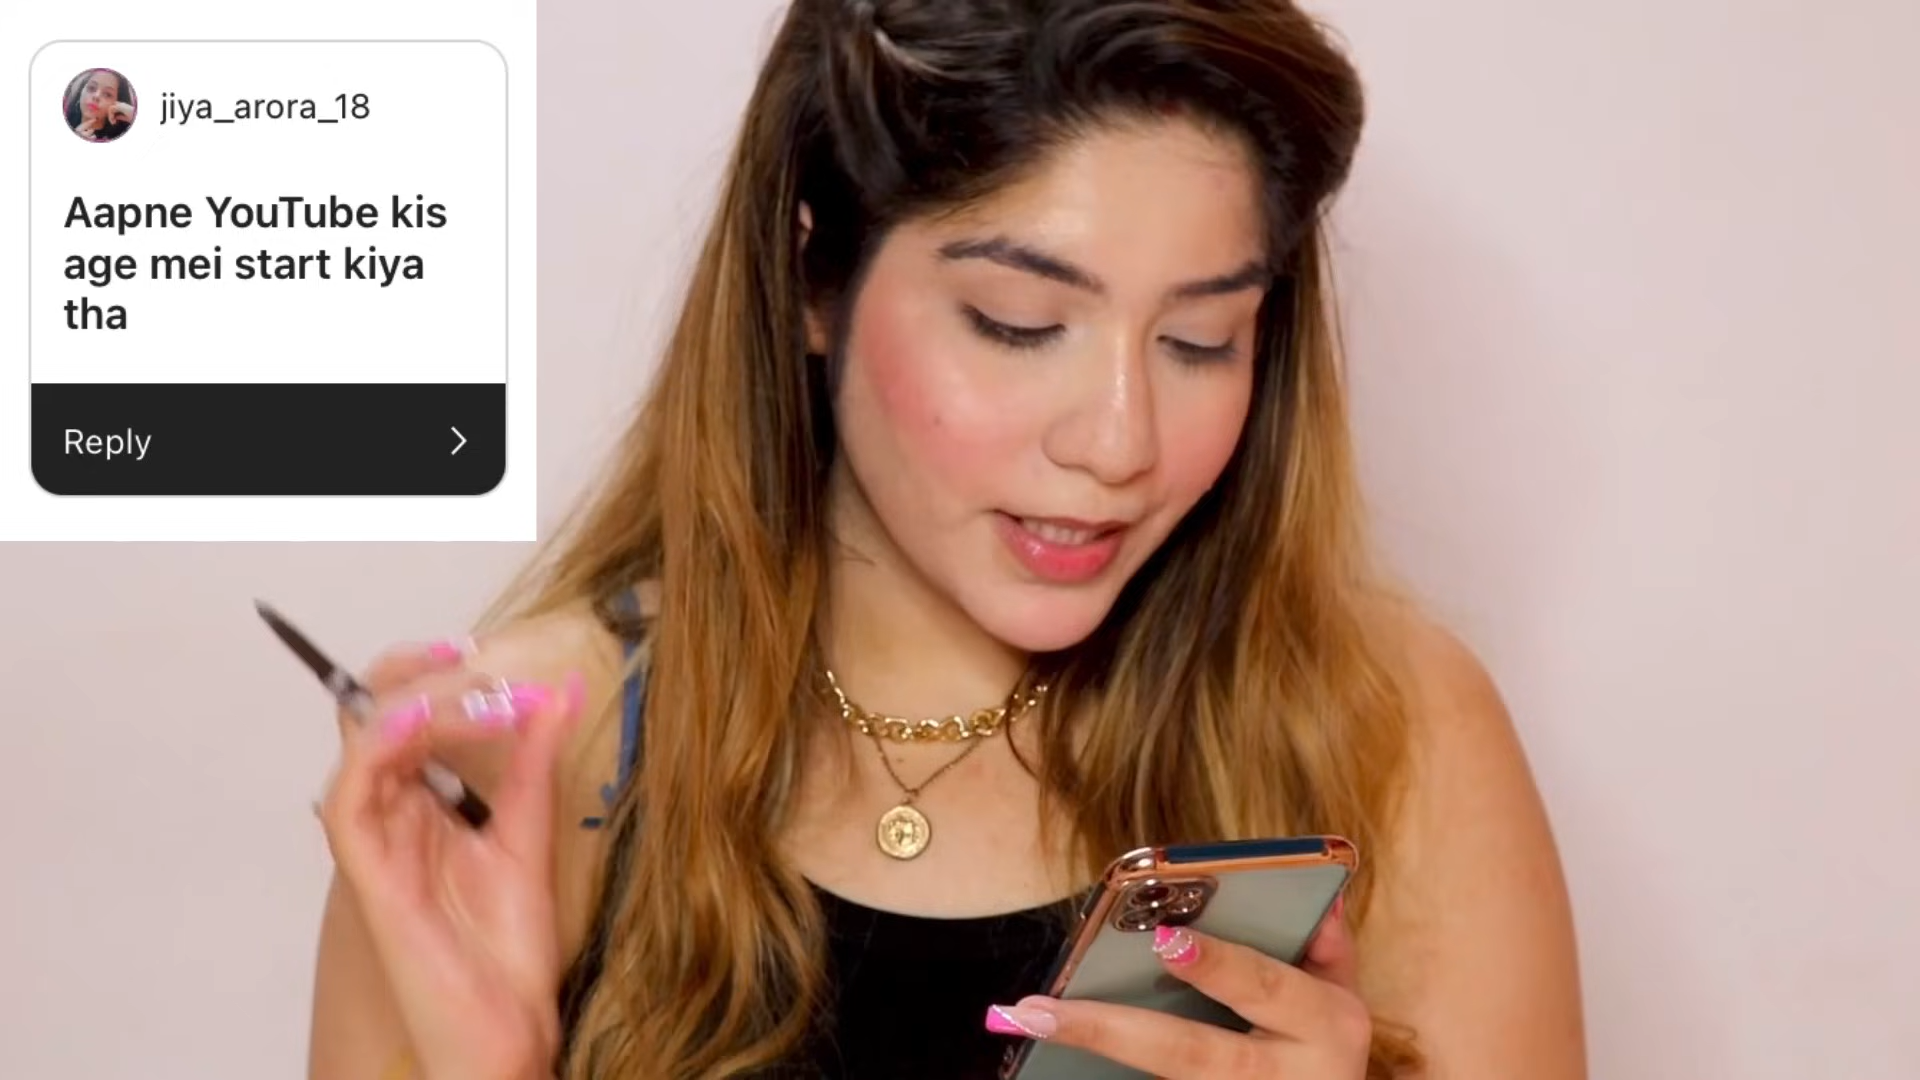 jiya_arora_18
Aapne YouTube kis
age mei start kiya
tha
Reply